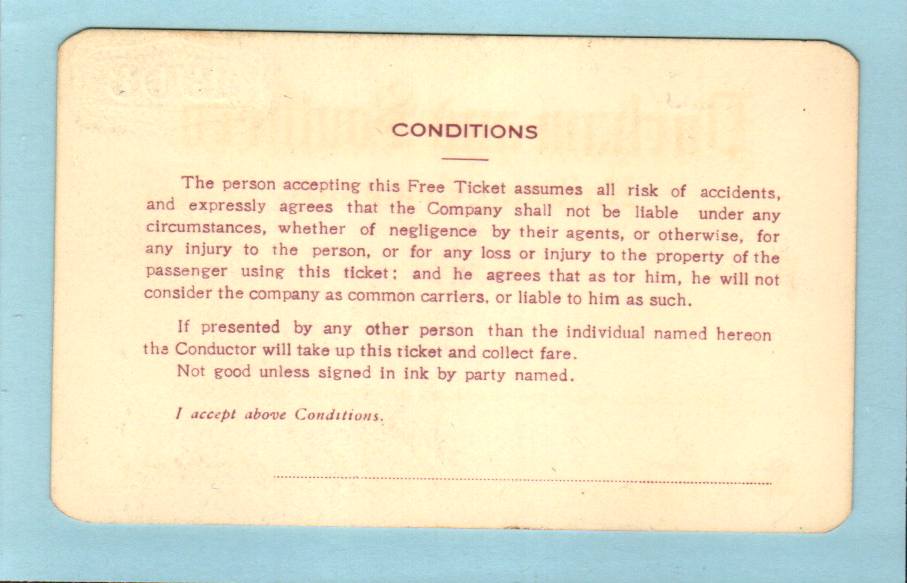 CONDITIONS
The person accepting this Free Ticket assumes all risk of accidents,
and expressly agrees that the Company shall not be liable under any
circumstances, whether of negligence by their agents, or otherwise, for
any injury to the person, or for any loss or injury to the property of the
passenger using this ticket; and he agrees that as tor him, he will not
consider the company as common carriers, or liable to him as such.
If presented by any other person than the individual named hereon
the Conductor will take up this ticket and collect fare.
Not good unless signed in ink by party named.
I accept above Conditions.